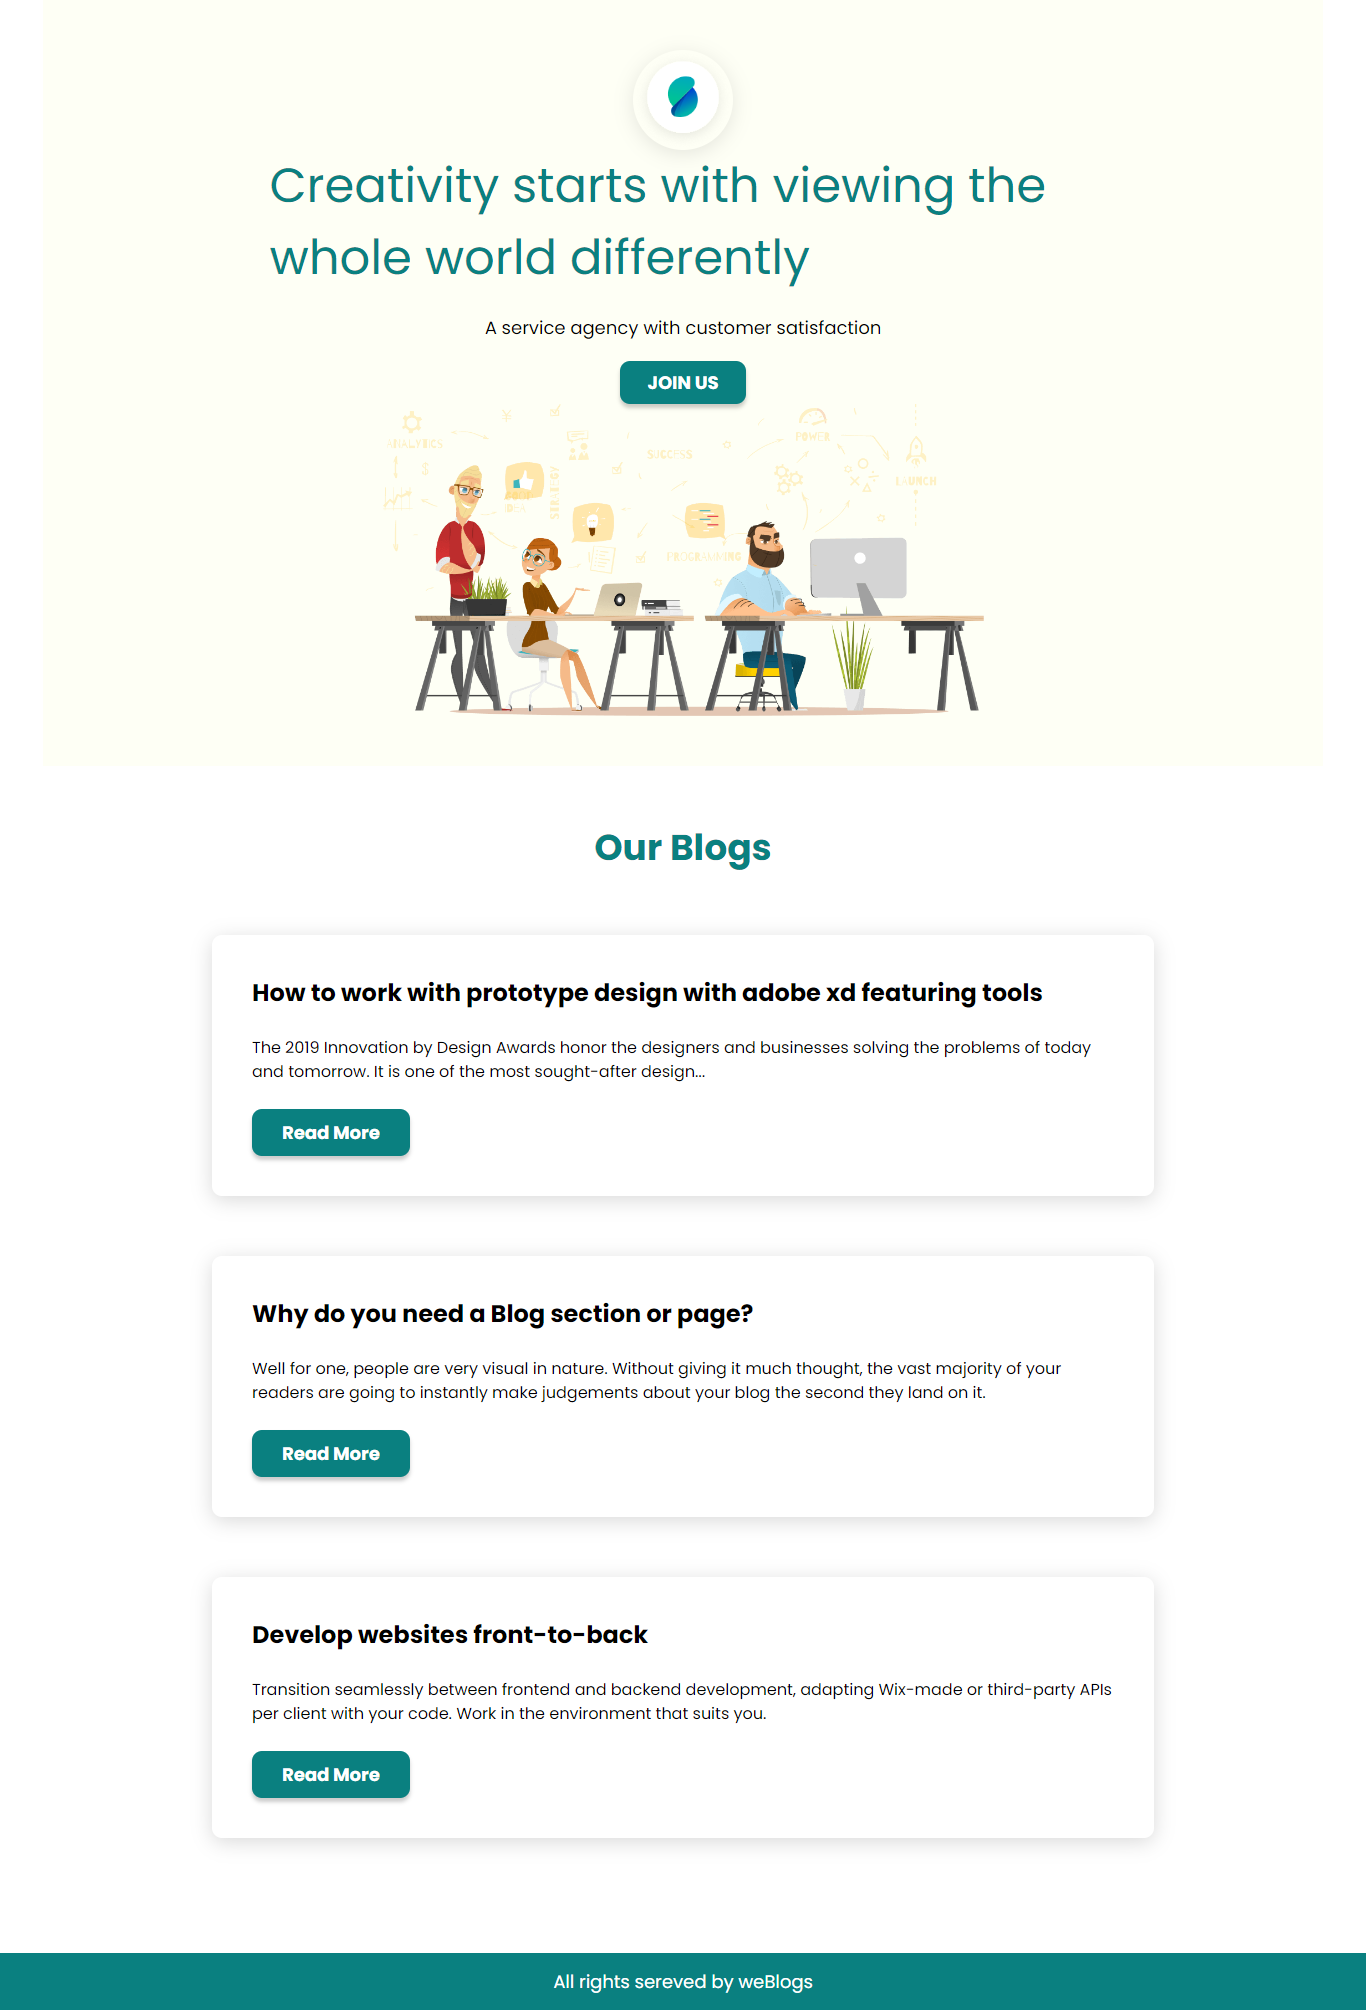 Creativity starts with viewing the
whole world differently
A service agency with customer satisfaction
JOIN US
ANALYTICS
SUCCESS
POWER
LAUNCH
STRATEGY
IDEA
PROGRAMMING
Our Blogs
How to work with prototype design with adobe xd featuring tools
The 2019 Innovation by Design Awards honor the designers and businesses solving the problems of today
and tomorrow. It is one of the most sought-after design...
Read More
Why do you need a Blog section or page?
Well for one, people are very visual in nature. Without giving it much thought, the vast majority of your
readers are going to instantly make judgements about your blog the second they land on it.
Read More
Develop websites front-to-back
Transition seamlessly between frontend and backend development, adapting Wix-made or third-party APIs
per client with your code. Work in the environment that suits you.
Read More
All rights sereved by weBlogs